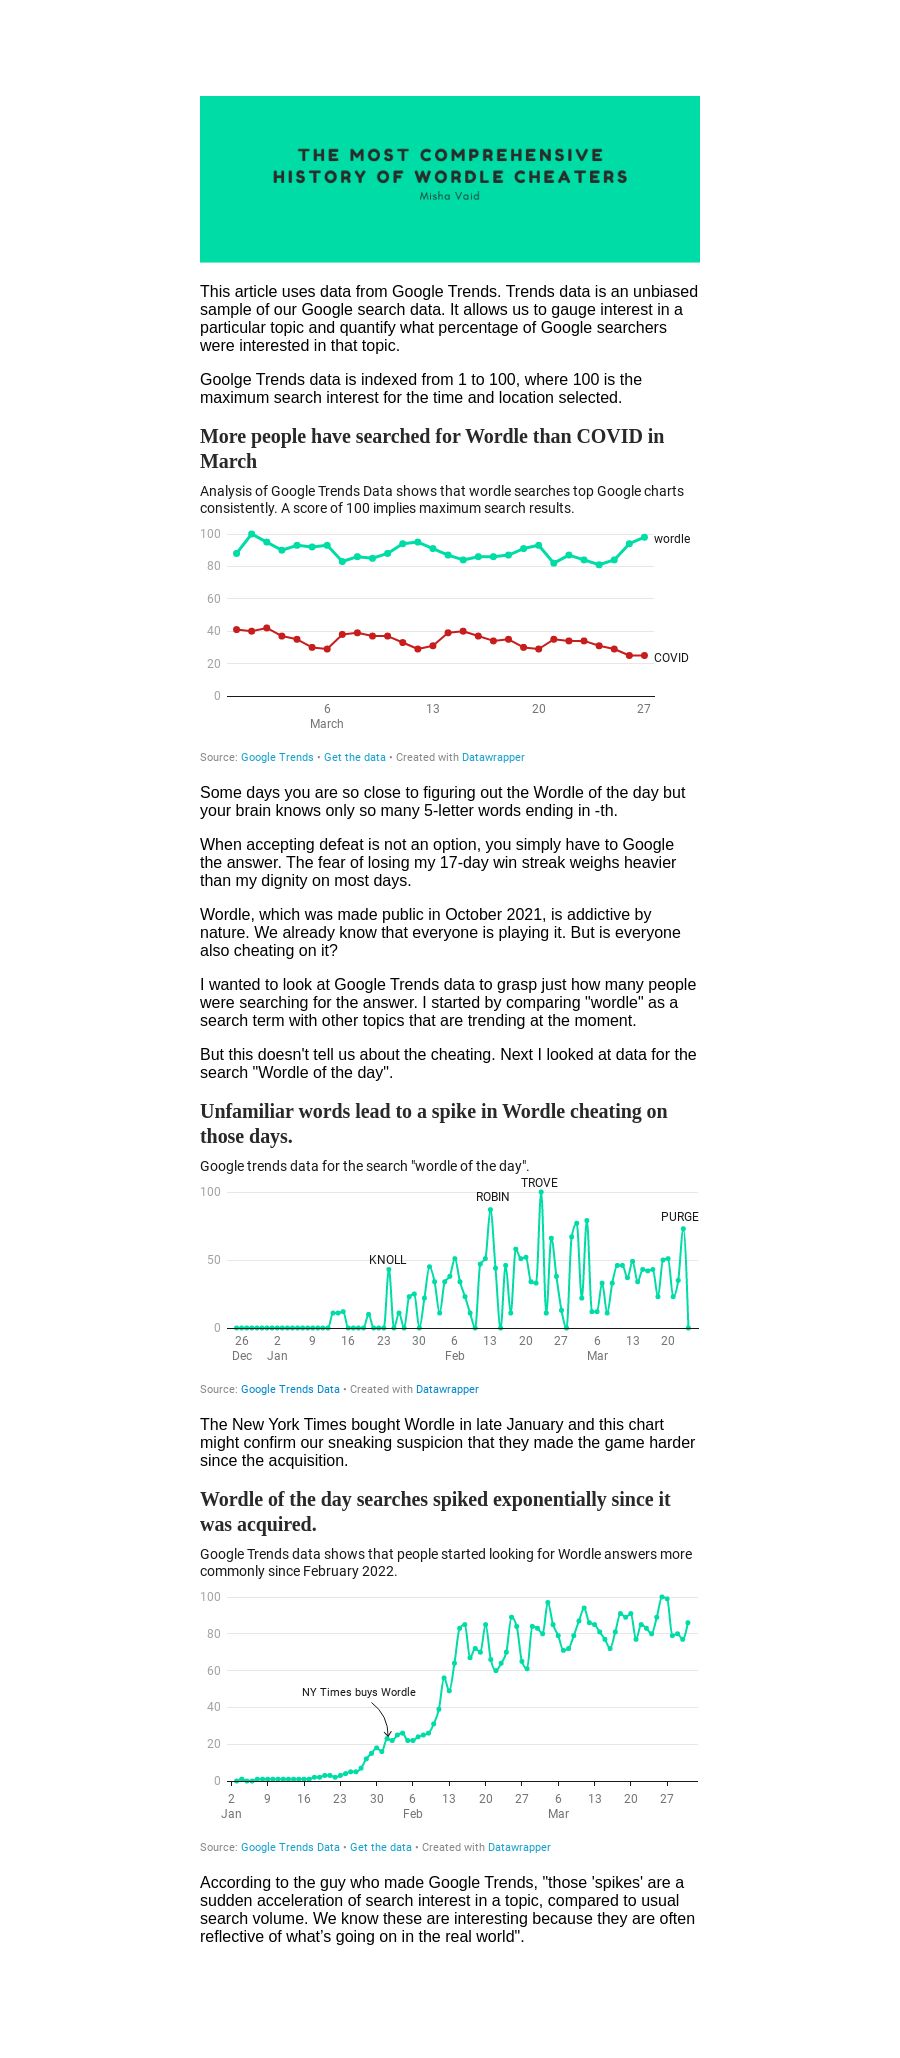 THE MOST COMPREHENSIVE
HISTORY OF WORDLE CHEATERS
Misha Vaid
This article uses data from Google Trends. Trends data is an unbiased
sample of our Google search data. It allows us to gauge interest in a
particular topic and quantify what percentage of Google searchers
were interested in that topic.
Goolge Trends data is indexed from 1 to 100, where 100 is the
maximum search interest for the time and location selected.
More people have searched for Wordle than COVID in
March
Analysis of Google Trends Data shows that wordle searches top Google charts
consistently. A score of 100 implies maximum search results.
100
wordle
80
60
40
COVID
20
0
6 13 20 27
March
Source: Google Trends • Get the data • Created with Datawrapper
Some days you are so close to figuring out the Wordle of the day but
your brain knows only so many 5-letter words ending in -th.
When accepting defeat is not an option, you simply have to Google
the answer. The fear of losing my 17-day win streak weighs heavier
than my dignity on most days.
Wordle, which was made public in October 2021, is addictive by
nature. We already know that everyone is playing it. But is everyone
also cheating on it?
I wanted to look at Google Trends data to grasp just how many people
were searching for the answer. I started by comparing "wordle" as a
search term with other topics that are trending at the moment.
But this doesn't tell us about the cheating. Next I looked at data for the
search "Wordle of the day".
Unfamiliar words lead to a spike in Wordle cheating on
those days.
Google trends data for the search "wordle of the day".
TROVE
100
ROBIN
PURGE
KNOLL
50
0
26 2 9 16 23 30 6 13 20 27 6 13 20
Dec Jan Feb Mar
Source: Google Trends Data • Created with Datawrapper
The New York Times bought Wordle in late January and this chart
might confirm our sneaking suspicion that they made the game harder
since the acquisition.
Wordle of the day searches spiked exponentially since it
was acquired.
Google Trends data shows that people started looking for Wordle answers more
commonly since February 2022.
100
80
60
NY Times buys Wordle
40
20
0
2 9 16 23 30 6 13 20 27 6 13 20 27
Jan Feb Mar
Source: Google Trends Data • Get the data • Created with Datawrapper
According to the guy who made Google Trends, "those 'spikes' are a
sudden acceleration of search interest in a topic, compared to usual
search volume. We know these are interesting because they are often
reflective of what’s going on in the real world".